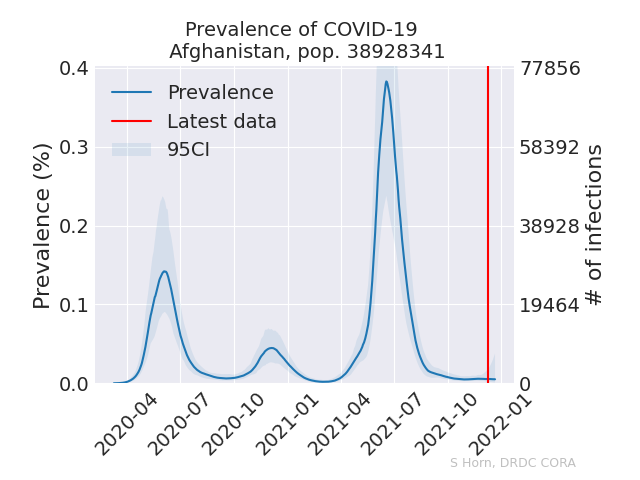 Prevalence of COVID-19
Afghanistan, pop. 38928341
Prevalence (%)
0.4
0.3
0.2
0.1
0.0
Prevalence
Latest data
95CI
77856
58392
38928
19464
0
# of infections
2020-04
2020-07
2020-10
2021-01
2021-04
2021-07
2021-10
2022-01
S Horn, DRDC CORA